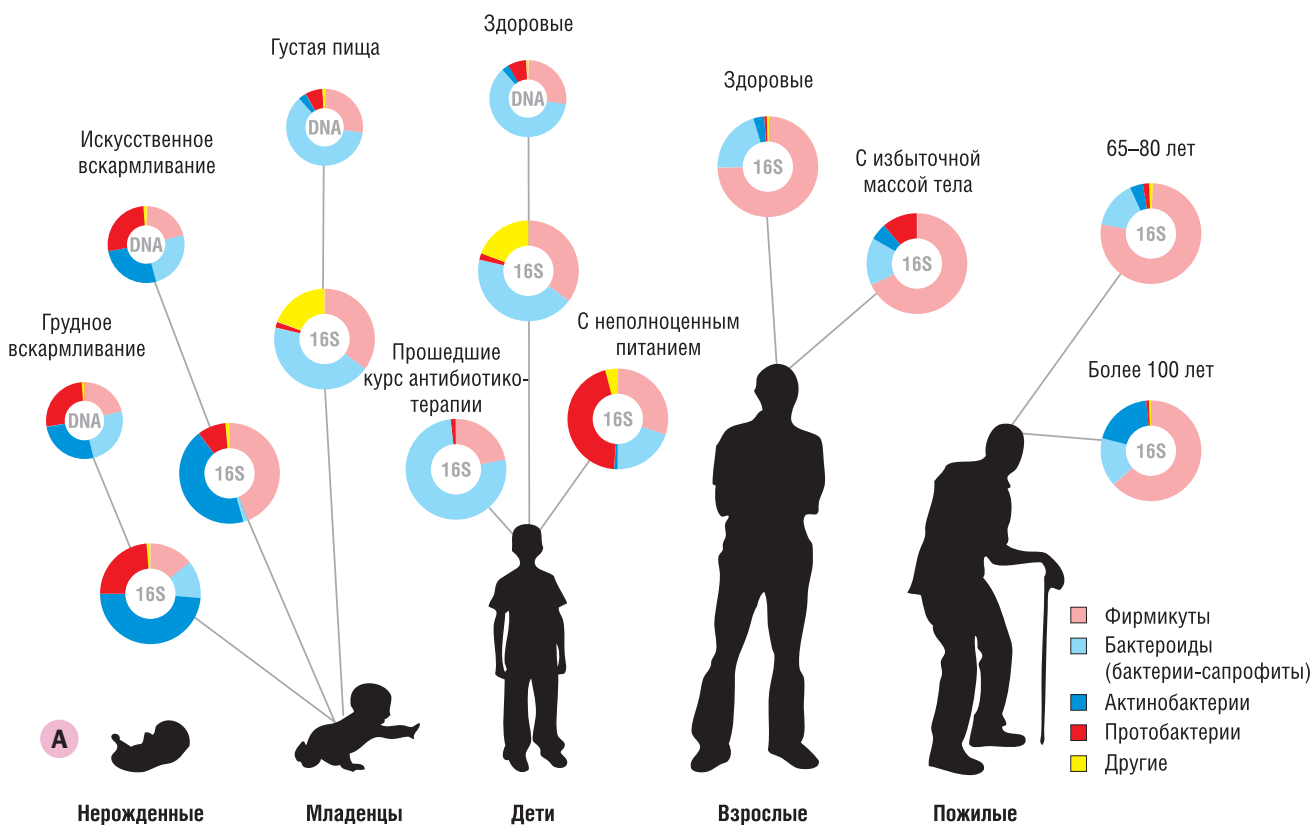 Здоровые
Густая пища
DNA
DNA
Здоровые
16S
Искусственное
вскармливание
DNA
65–80 лет
16S
С избыточной
массой тела
16S
16S
16S
Грудное
вскармливание
DNA
Прошедшие
курс антибиотико-
терапии
16S
С неполноценным
питанием
16S
Более 100 лет
16S
16S
16S
Фирмикуты
Бактероиды
(бактерии-сапрофиты)
Актинобактерии
Протобактерии
Другие
A
Нерожденные
Младенцы
Дети
Взрослые
Пожилые